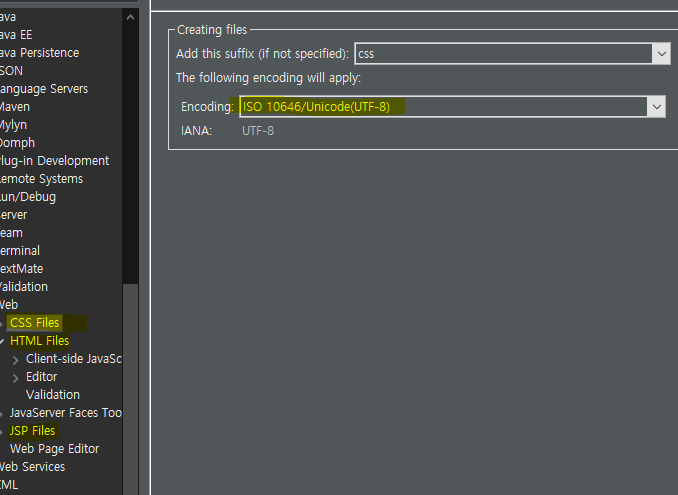 ava
ava EE
ava Persistence
SON
anguage Servers
Maven
Mylyn
Oomph
lug-in Development
emote Systems
un/Debug
erver
eam
erminal
extMate
alidation
Web
CSS Files
HTML Files
Client-side JavaSc
Editor
Validation
JavaServer Faces Too
JSP Files
Web Page Editor
Web Services
XML
Creating files
Add this suffix (if not specified): css
The following encoding will apply:
Encoding: ISO 10646/Unicode(UTF-8)
IANA: UTF-8